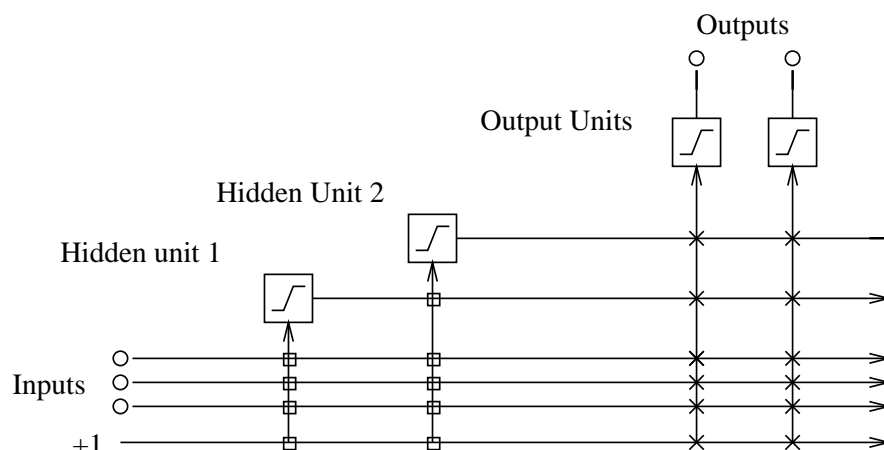 Outputs
Output Units
Hidden Unit 2
Hidden unit 1
Inputs
+1